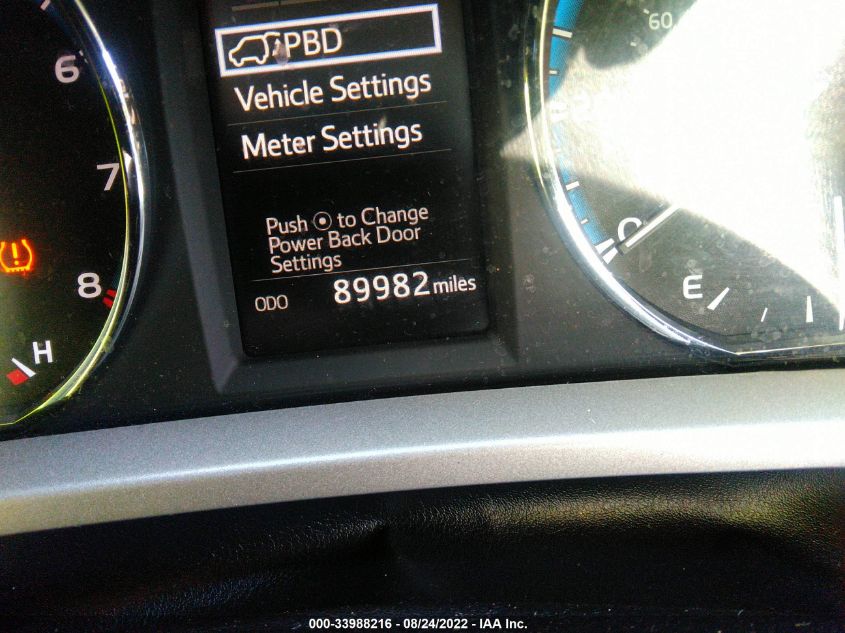 6
7
8
H
PBD
Vehicle Settings
Meter Settings
Push to Change
Power Back Door
Settings
ODO 89982 miles
60
0
E
000-33988216 - 08/24/2022 - IAA Inc.